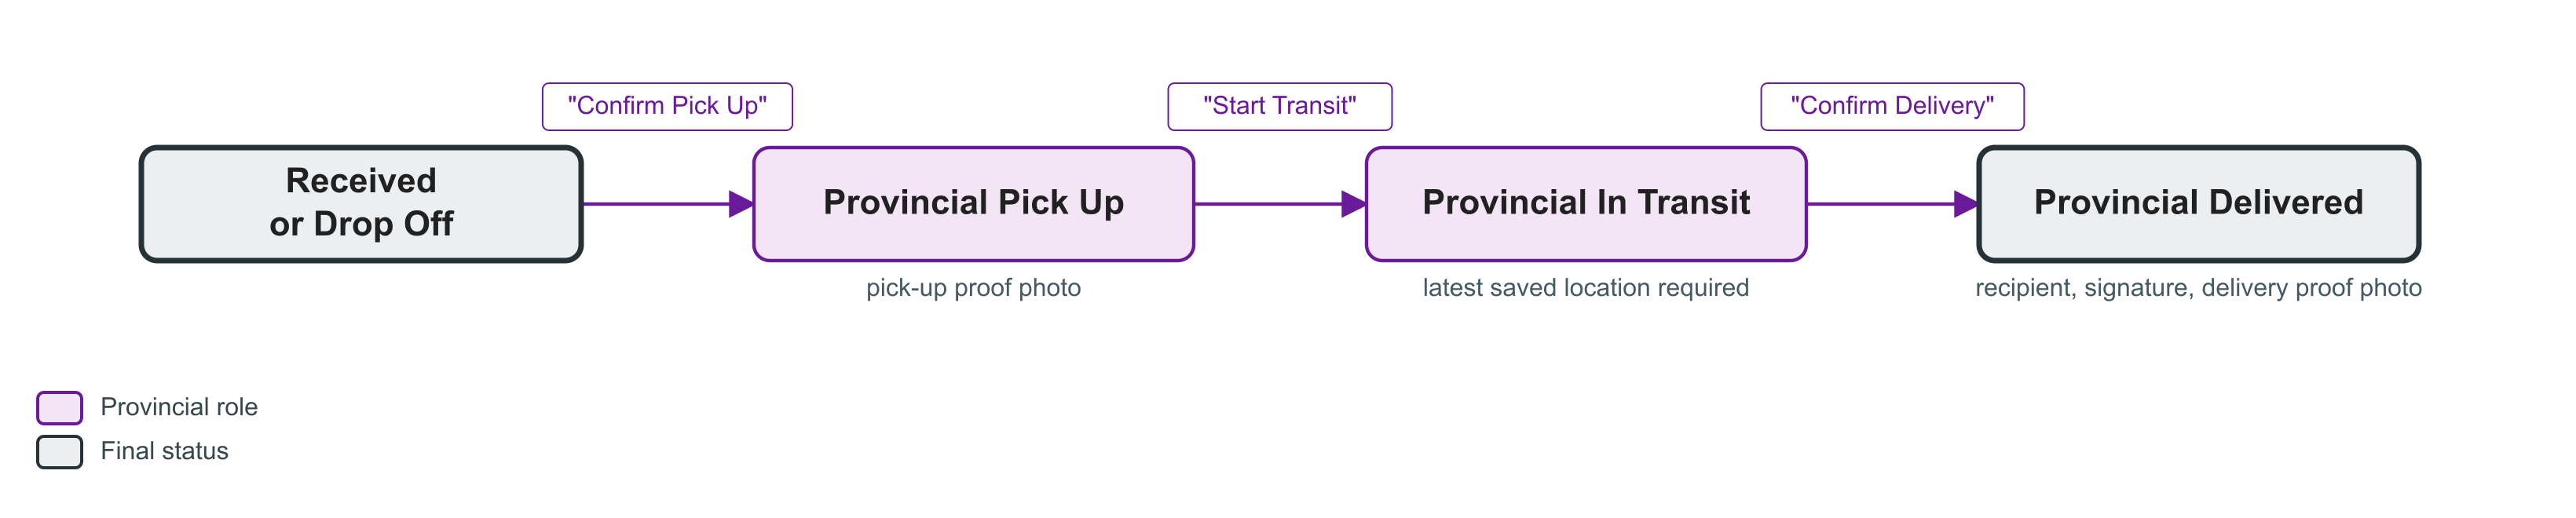 "Confirm Pick Up"
"Start Transit"
"Confirm Delivery"
Received
or Drop Off
Provincial Pick Up
Provincial In Transit
Provincial Delivered
pick-up proof photo
latest saved location required
recipient, signature, delivery proof photo
Provincial role
Final status